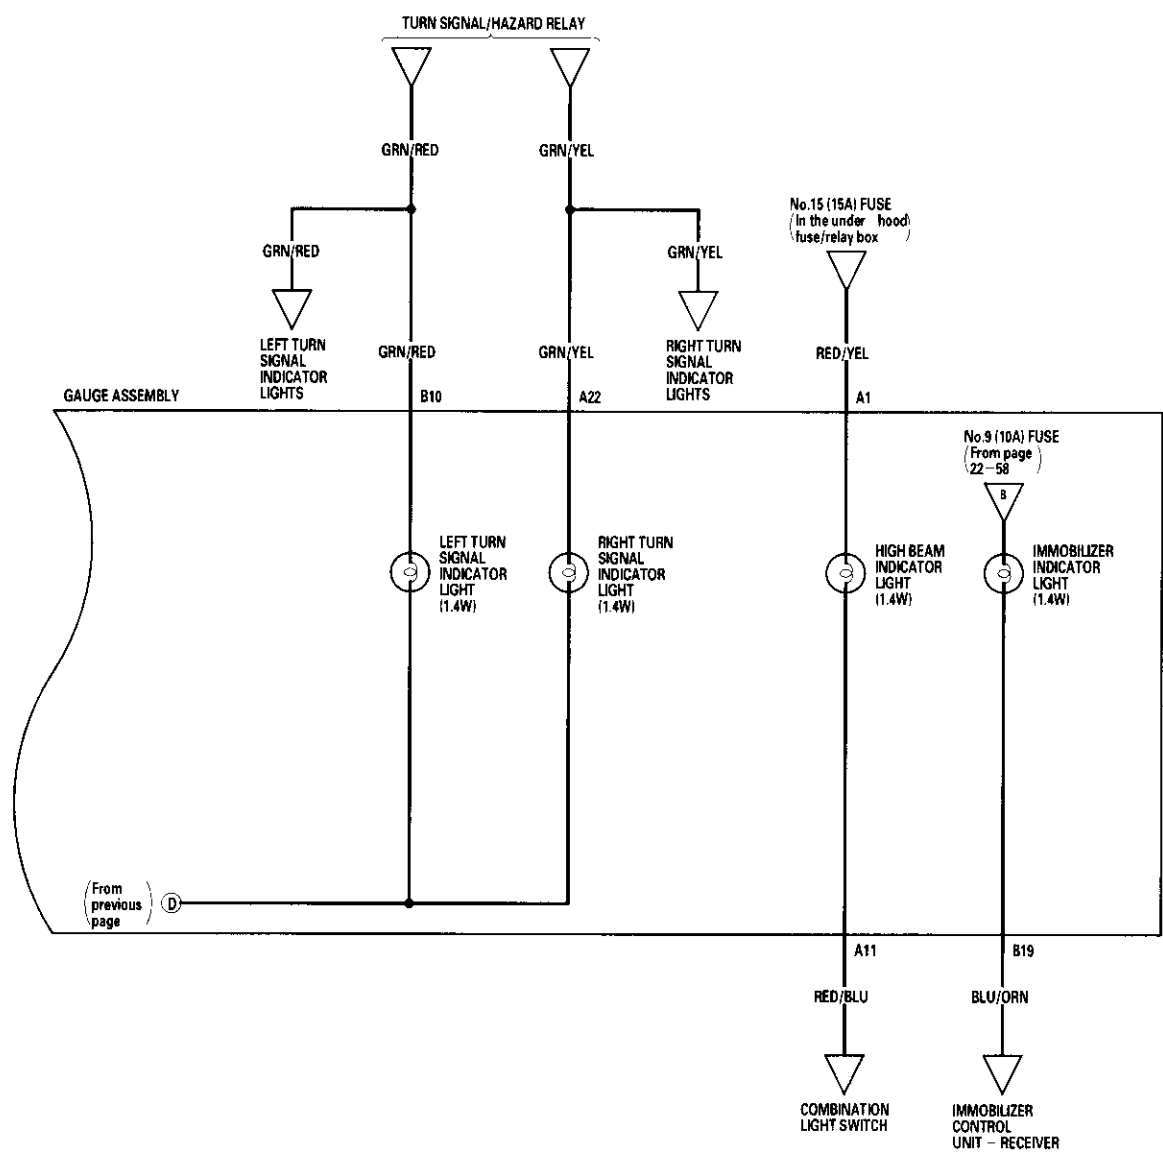 TURN SIGNAL/HAZARD RELAY
GRN/RED
GRN/YEL
No.15 (15A) FUSE
(In the under hood
fuse/relay box)
GRN/RED
GRN/YEL
LEFT TURN
SIGNAL
INDICATOR
LIGHTS
GRN/RED
GRN/YEL
RIGHT TURN
SIGNAL
INDICATOR
LIGHTS
RED/YEL
GAUGE ASSEMBLY
B10
A22
A1
No.9 (10A) FUSE
(From page
22-58)
B
LEFT TURN
SIGNAL
INDICATOR
LIGHT
(1.4W)
RIGHT TURN
SIGNAL
INDICATOR
LIGHT
(1.4W)
HIGH BEAM
INDICATOR
LIGHT
(1.4W)
IMMOBILIZER
INDICATOR
LIGHT
(1.4W)
(From
previous
page)
D
A11
B19
RED/BLU
BLU/ORN
COMBINATION
LIGHT SWITCH
IMMOBILIZER
CONTROL
UNIT - RECEIVER